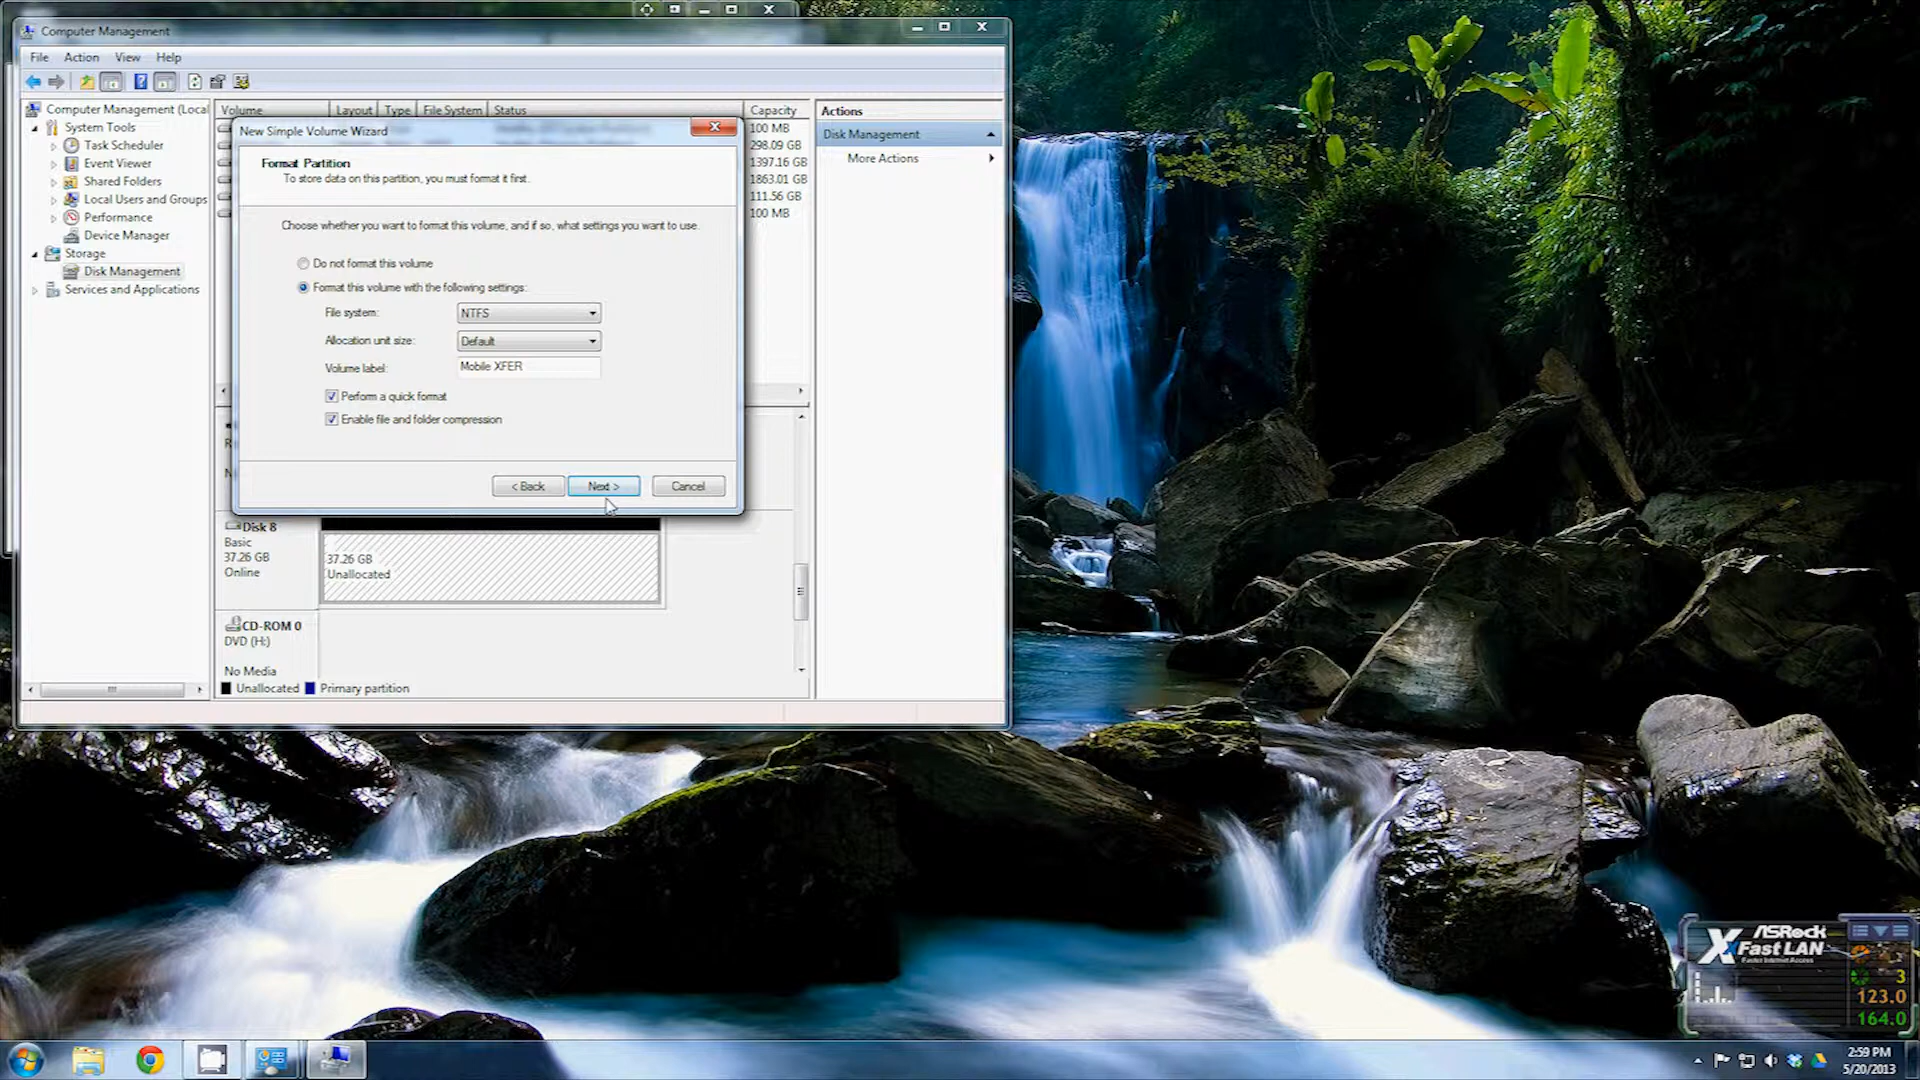 Computer Management
File Action View Help
Computer Management (Local
System Tools
Task Scheduler
Event Viewer
Shared Folders
Local Users and Groups
Performance
Device Manager
Storage
Disk Management
Services and Applications
Volume Layout Type File System Status Capacity
100 MB
298.09 GB
1397.16 GB
1863.01 GB
111.56 GB
100 MB
Actions
Disk Management
More Actions
New Simple Volume Wizard
Format Partition
To store data on this partition, you must format it first.
Choose whether you want to format this volume, and if so, what settings you want to use.
Do not format this volume
Format this volume with the following settings:
File system: NTFS
Allocation unit size: Default
Volume label: Mobile XFER
Perform a quick format
Enable file and folder compression
< Back Next > Cancel
Disk 8
Basic
37.26 GB
Online
37.26 GB
Unallocated
CD-ROM 0
DVD (H:)
No Media
Unallocated Primary partition
ASRock
XFast LAN
Faster Internet Access
3
123.0
164.0
2:59 PM
5/20/2013